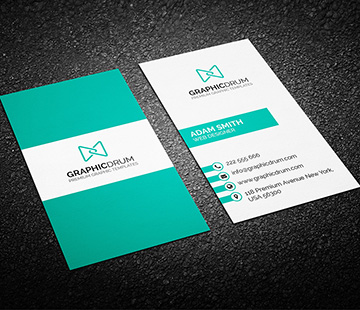 GRAPHICDRUM
PREMIUM GRAPHIC TEMPLATES
GRAPHICDRUM
PREMIUM GRAPHIC TEMPLATES
ADAM SMITH
WEB DESIGNER
222 555 666
info@graphicdrum.com
www.graphicdrum.com
118 Premium Avenue, New York,
USA 56300